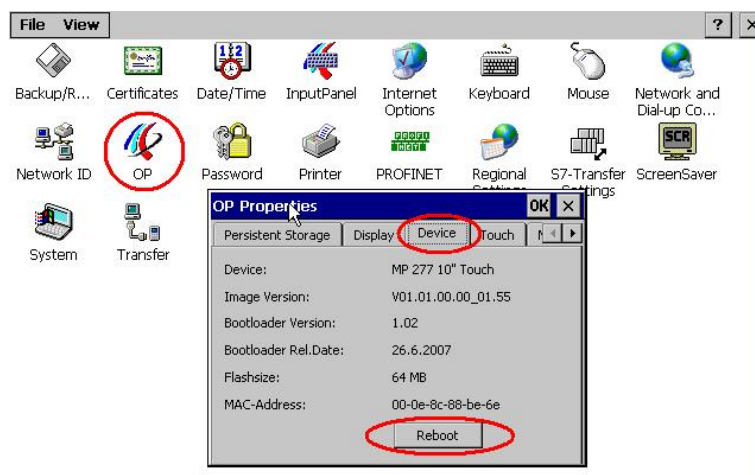 File View ? ×
Backup/R... Certificates Date/Time InputPanel Internet Options Keyboard Mouse Network and Dial-up Co...
Network ID OP Password Printer PROFINET Regional S7-Transfer Settings ScreenSaver
System Transfer
OP Properties OK ×
Persistent Storage Display Device Touch
Device: MP 277 10" Touch
Image Version: V01.01.00.00_01.55
Bootloader Version: 1.02
Bootloader Rel.Date: 26.6.2007
Flashsize: 64 MB
MAC-Address: 00-0e-8c-88-be-6e
Reboot